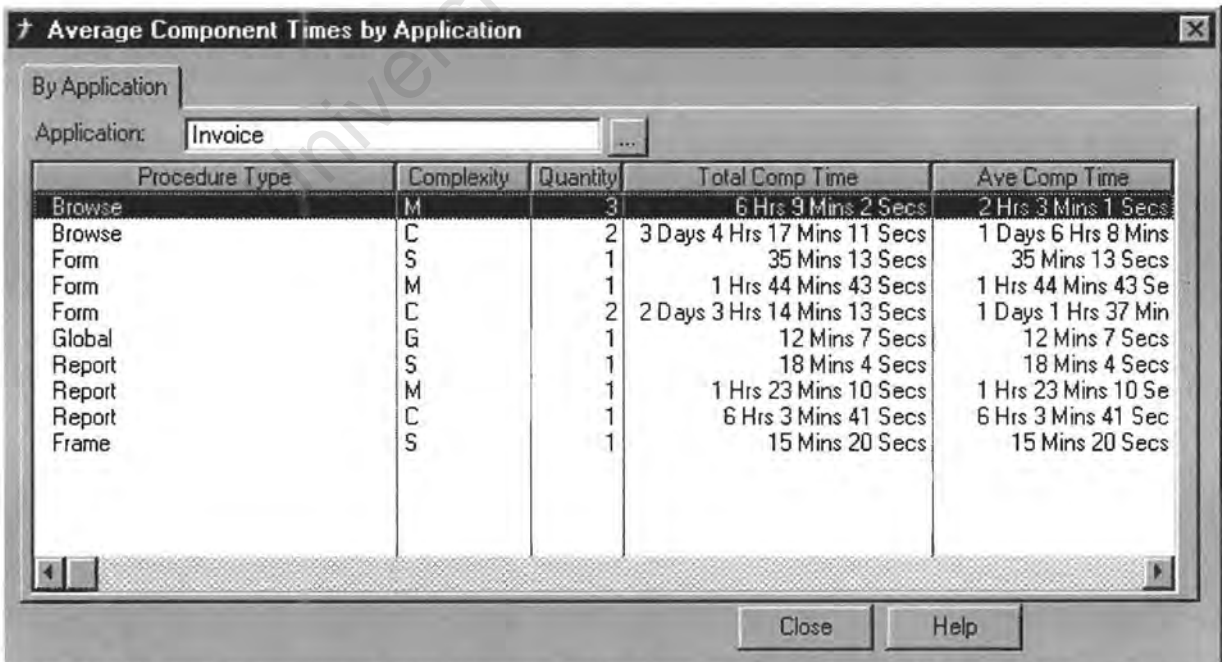 Average Component Times by Application
By Application
Application: Invoice ...
Procedure Type Complexity Quantity Total Comp Time Ave Comp Time
Browse M 3 6 Hrs 9 Mins 2 Secs 2 Hrs 3 Mins 1 Secs
Browse C 2 3 Days 4 Hrs 17 Mins 11 Secs 1 Days 6 Hrs 8 Mins
Form S 1 35 Mins 13 Secs 35 Mins 13 Secs
Form M 1 1 Hrs 44 Mins 43 Secs 1 Hrs 44 Mins 43 Se
Form C 2 2 Days 3 Hrs 14 Mins 13 Secs 1 Days 1 Hrs 37 Min
Global G 1 12 Mins 7 Secs 12 Mins 7 Secs
Report S 1 18 Mins 4 Secs 18 Mins 4 Secs
Report M 1 1 Hrs 23 Mins 10 Secs 1 Hrs 23 Mins 10 Se
Report C 1 6 Hrs 3 Mins 41 Secs 6 Hrs 3 Mins 41 Sec
Frame S 1 15 Mins 20 Secs 15 Mins 20 Secs
Close Help